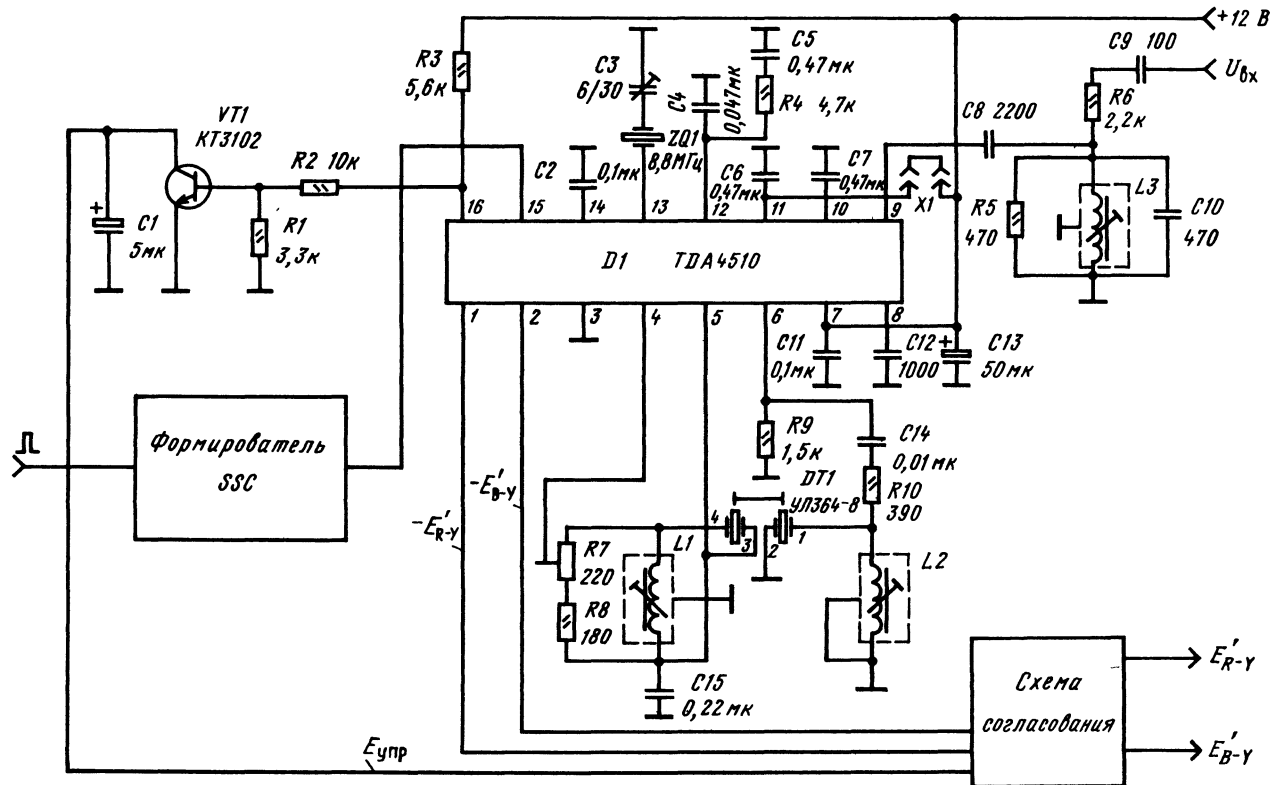 +12 В
C9 100
Uвх
R3
5,6к
C3
6/30
C4
0,047мк
C5
0,47мк
R4 4,7к
C8 2200
R6
2,2к
VT1
КТ3102
R2 10к
ZQ1
8,8МГц
C2
0,1мк
C6
0,47мк
C7
0,47мк
X1
R5
470
L3
C10
470
+
C1
5мк
R1
3,3к
16
15
14
13
12
11
10
9
D1 TDA4510
1
2
3
4
5
6
7
8
C11
0,1мк
C12
1000
+
C13
50мк
Формирователь
SSC
R9
1,5к
C14
0,01мк
R10
390
DT1
УЛЗ64-8
-E'B-Y
-E'R-Y
4
3
2
1
R7
220
L1
L2
R8
180
C15
0,22мк
Схема
согласования
E'R-Y
E'B-Y
Eупр